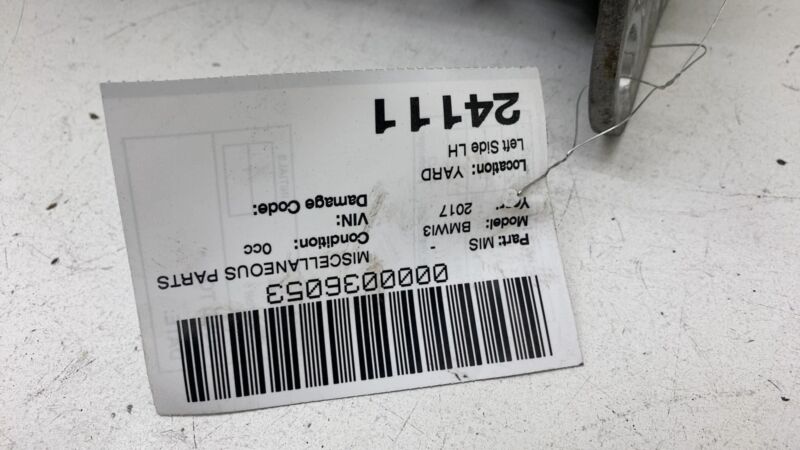 0000036053
Part: MIS - MISCELLANEOUS PARTS
Model: BMWI3 Condition: 0cc
Year: 2017 VIN:
Damage Code:
Location: YARD
Left Side LH
24111